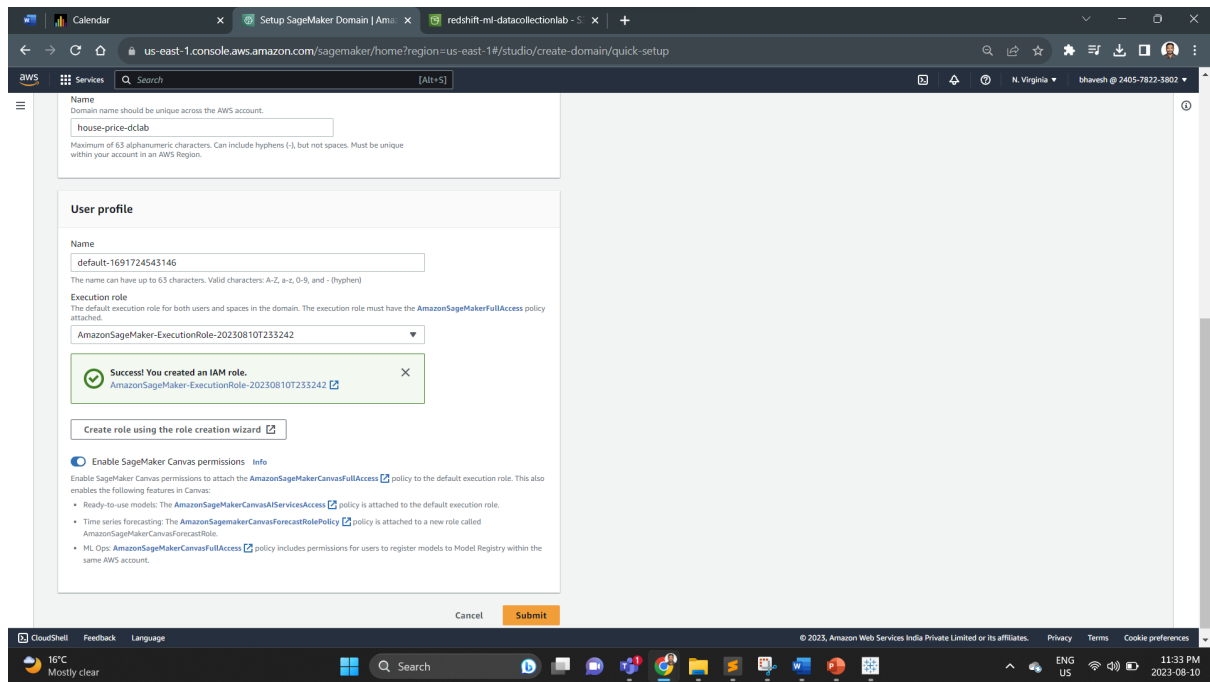 Calendar
Setup SageMaker Domain | Ama
redshift-ml-datacollectionlab - S
us-east-1.console.aws.amazon.com/sagemaker/home?region=us-east-1#/studio/create-domain/quick-setup
aws
Services
Search
[Alt+S]
N. Virginia
bhavesh @ 2405-7822-3802
Name
Domain name should be unique across the AWS account.
house-price-dclab
Maximum of 63 alphanumeric characters. Can include hyphens (-), but not spaces. Must be unique
within your account in an AWS Region.
User profile
Name
default-1691724543146
The name can have up to 63 characters. Valid characters: A-Z, a-z, 0-9, and - (hyphen)
Execution role
The default execution role for both users and spaces in the domain. The execution role must have the AmazonSageMakerFullAccess policy
attached.
AmazonSageMaker-ExecutionRole-20230810T233242
Success! You created an IAM role.
AmazonSageMaker-ExecutionRole-20230810T233242
Create role using the role creation wizard
Enable SageMaker Canvas permissions Info
Enable SageMaker Canvas permissions to attach the AmazonSageMakerCanvasFullAccess policy to the default execution role. This also
enables the following features in Canvas:
• Ready-to-use models: The AmazonSageMakerCanvasAIServicesAccess policy is attached to the default execution role.
• Time series forecasting: The AmazonSagemakerCanvasForecastRolePolicy policy is attached to a new role called
AmazonSageMakerCanvasForecastRole.
• ML Ops: AmazonSageMakerCanvasFullAccess policy includes permissions for users to register models to Model Registry within the
same AWS account.
Cancel
Submit
CloudShell
Feedback
Language
© 2023, Amazon Web Services India Private Limited or its affiliates.
Privacy
Terms
Cookie preferences
16°C
Mostly clear
Search
ENG
US
11:33 PM
2023-08-10